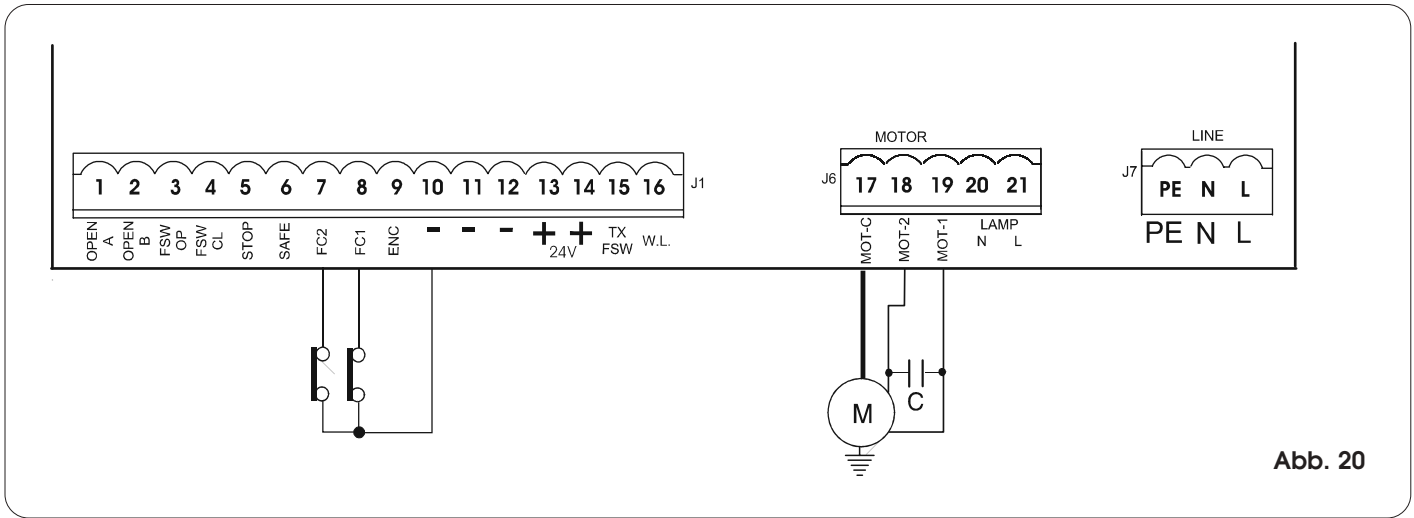 MOTOR
LINE
1 2 3 4 5 6 7 8 9 10 11 12 13 14 15 16
J1
J6
17 18 19 20 21
J7
PE N L
OPEN A
OPEN B
FSW OP
FSW CL
STOP
SAFE
FC2
FC1
ENC
- - - + +
24V
TX FSW
W.L.
MOT-C
MOT-2
MOT-1
LAMP
N L
PE N L
M
C
Abb. 20